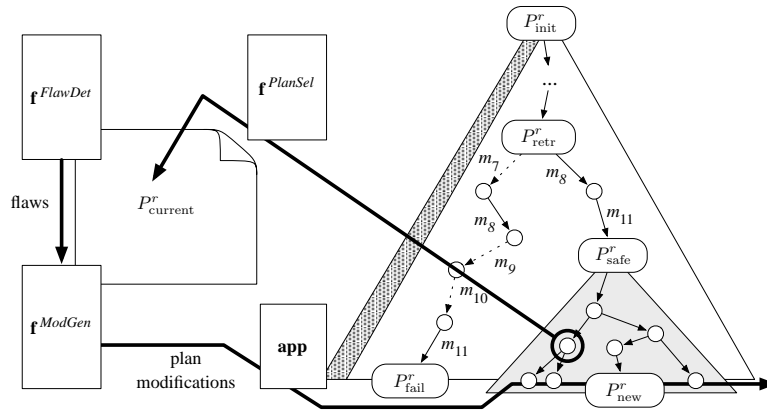 P^r_init
f^FlawDet
f^PlanSel
...
P^r_retr
m_7
m_8
flaws
P^r_current
m_8
m_11
m_9
P^r_safe
m_10
f^ModGen
app
m_11
plan
modifications
P^r_fail
P^r_new